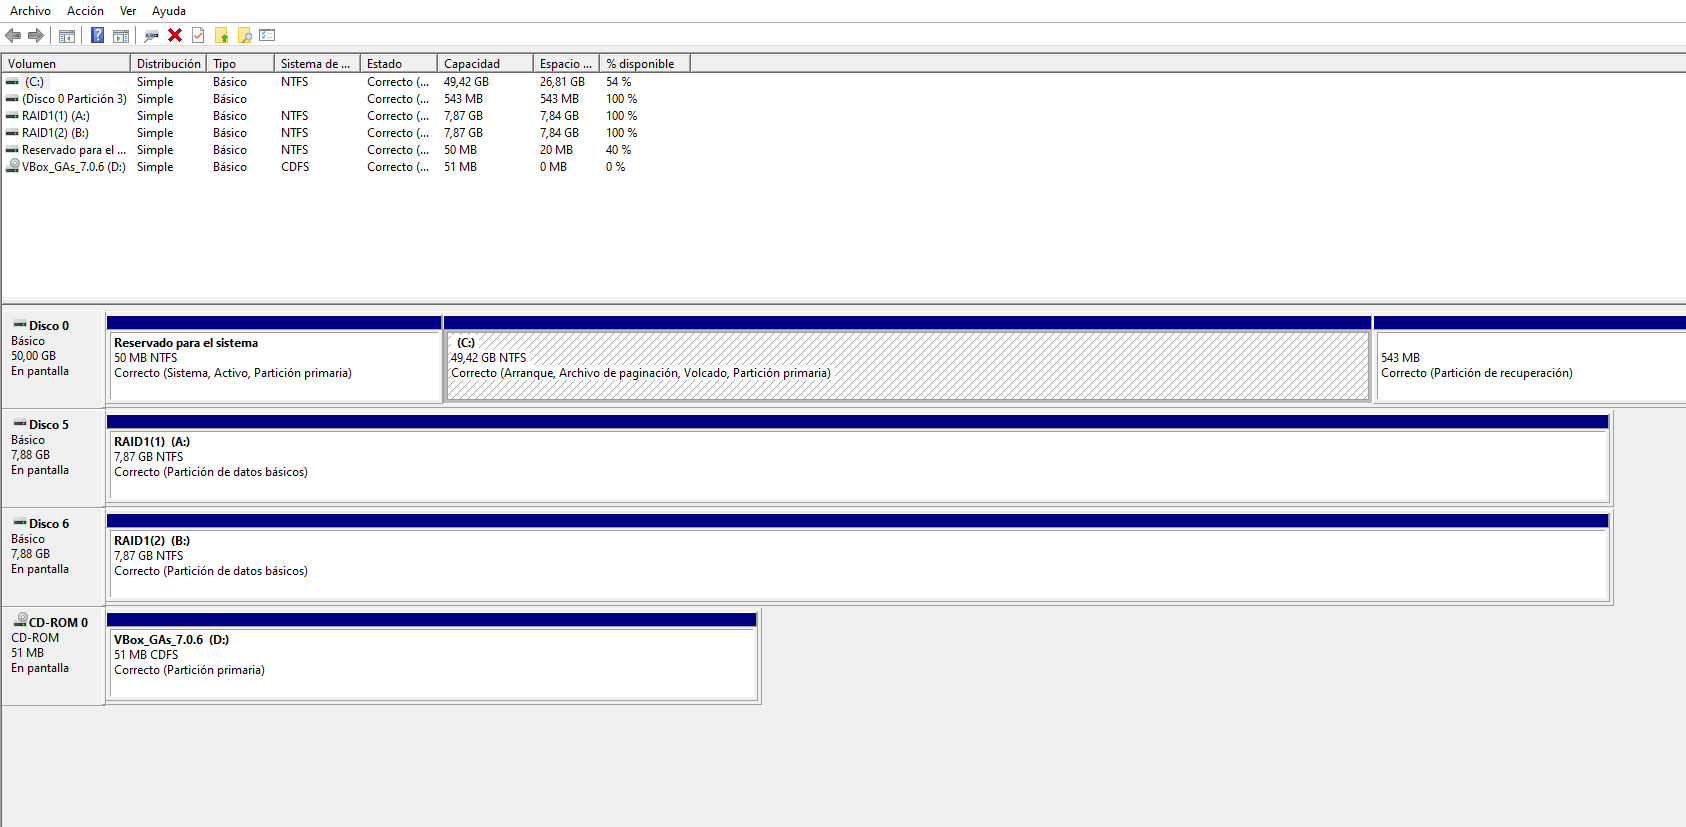 Archivo Acción Ver Ayuda
Volumen Distribución Tipo Sistema de ... Estado Capacidad Espacio ... % disponible
(C:) Simple Básico NTFS Correcto (... 49,42 GB 26,81 GB 54 %
(Disco 0 Partición 3) Simple Básico Correcto (... 543 MB 543 MB 100 %
RAID1(1) (A:) Simple Básico NTFS Correcto (... 7,87 GB 7,84 GB 100 %
RAID1(2) (B:) Simple Básico NTFS Correcto (... 7,87 GB 7,84 GB 100 %
Reservado para el ... Simple Básico NTFS Correcto (... 50 MB 20 MB 40 %
VBox_GAs_7.0.6 (D:) Simple Básico CDFS Correcto (... 51 MB 0 MB 0 %
Disco 0
Básico
50,00 GB
En pantalla
Reservado para el sistema
50 MB NTFS
Correcto (Sistema, Activo, Partición primaria)
(C:)
49,42 GB NTFS
Correcto (Arranque, Archivo de paginación, Volcado, Partición primaria)
543 MB
Correcto (Partición de recuperación)
Disco 5
Básico
7,88 GB
En pantalla
RAID1(1) (A:)
7,87 GB NTFS
Correcto (Partición de datos básicos)
Disco 6
Básico
7,88 GB
En pantalla
RAID1(2) (B:)
7,87 GB NTFS
Correcto (Partición de datos básicos)
CD-ROM 0
CD-ROM
51 MB
En pantalla
VBox_GAs_7.0.6 (D:)
51 MB CDFS
Correcto (Partición primaria)